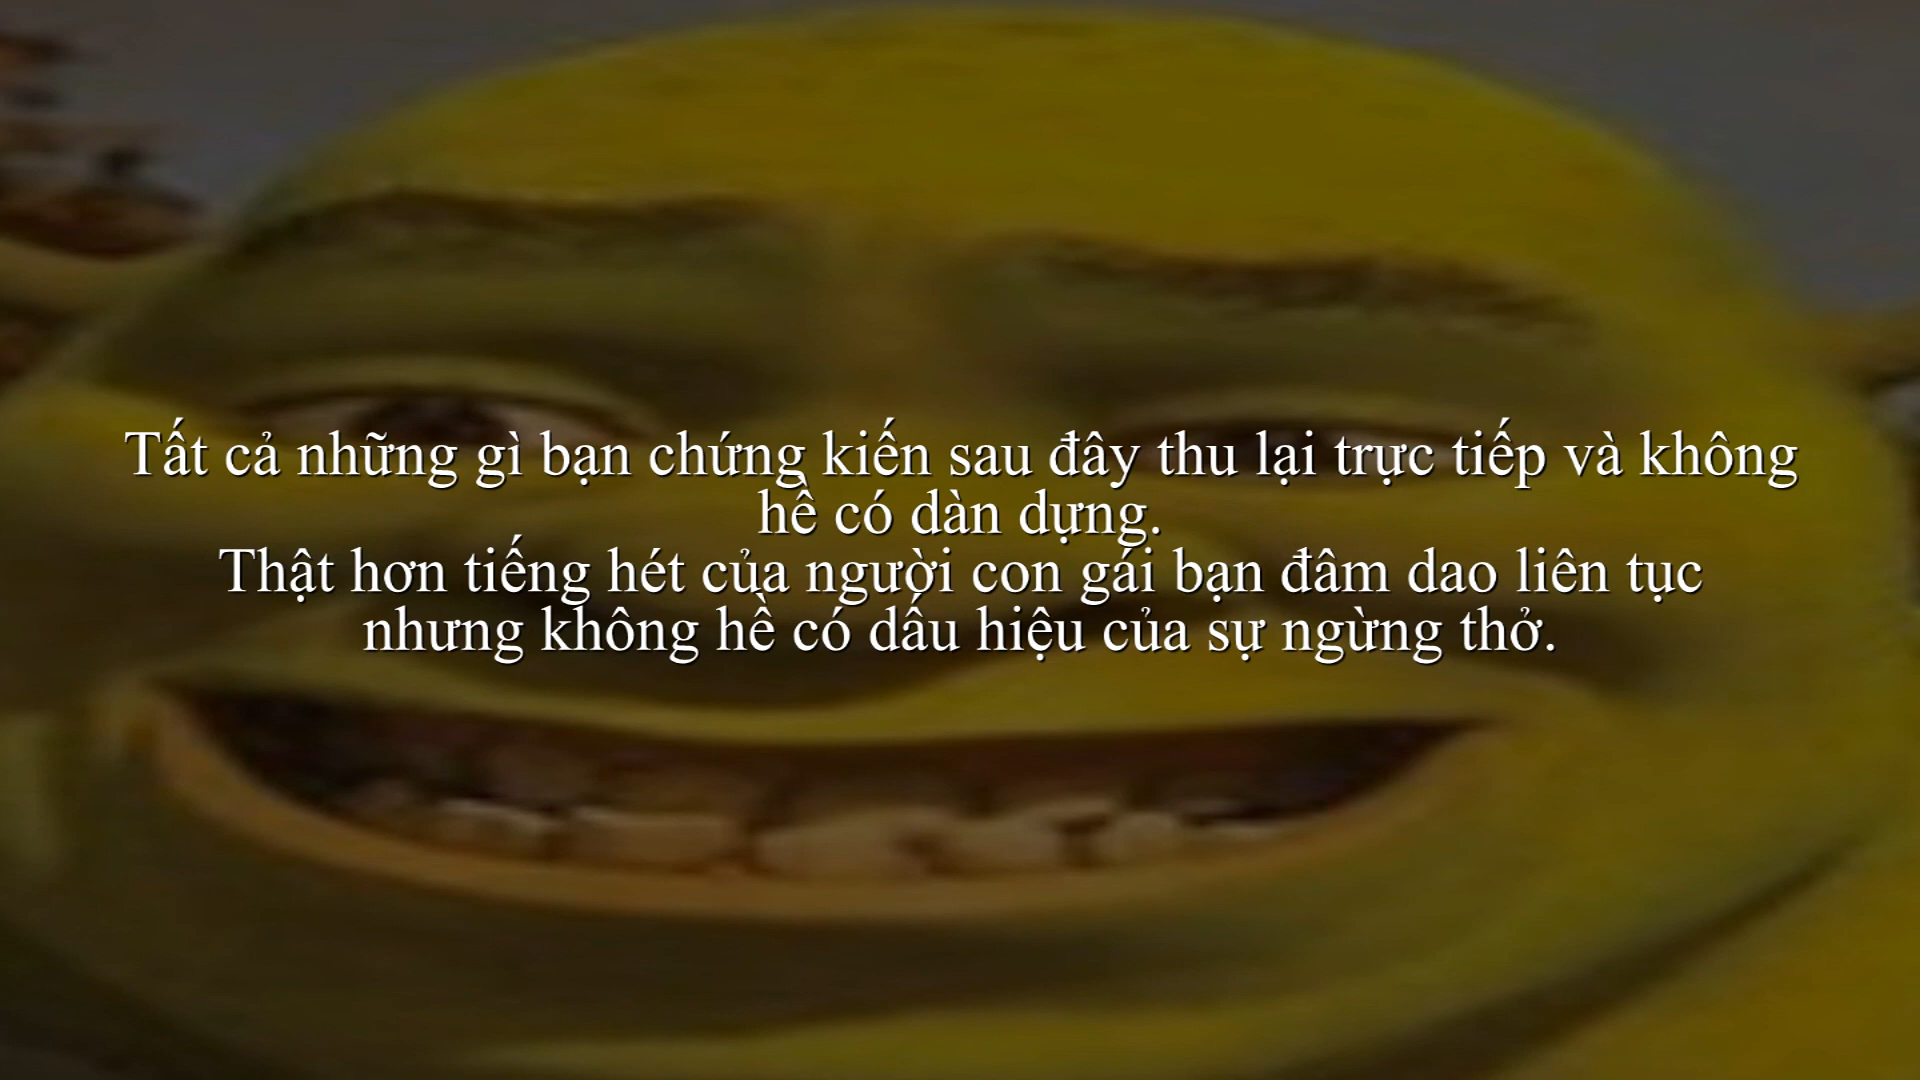 Tất cả những gì bạn chứng kiến sau đây thu lại trực tiếp và không
hề có dàn dựng.
Thật hơn tiếng hét của người con gái bạn đâm dao liên tục
nhưng không hề có dấu hiệu của sự ngừng thở.